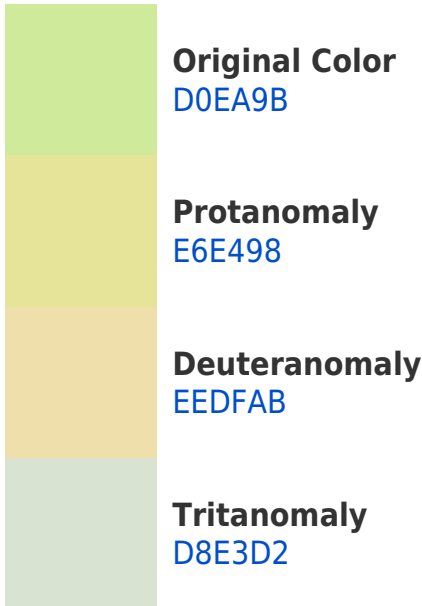 Original Color
D0EA9B
Protanomaly
E6E498
Deuteranomaly
EEDFAB
Tritanomaly
D8E3D2